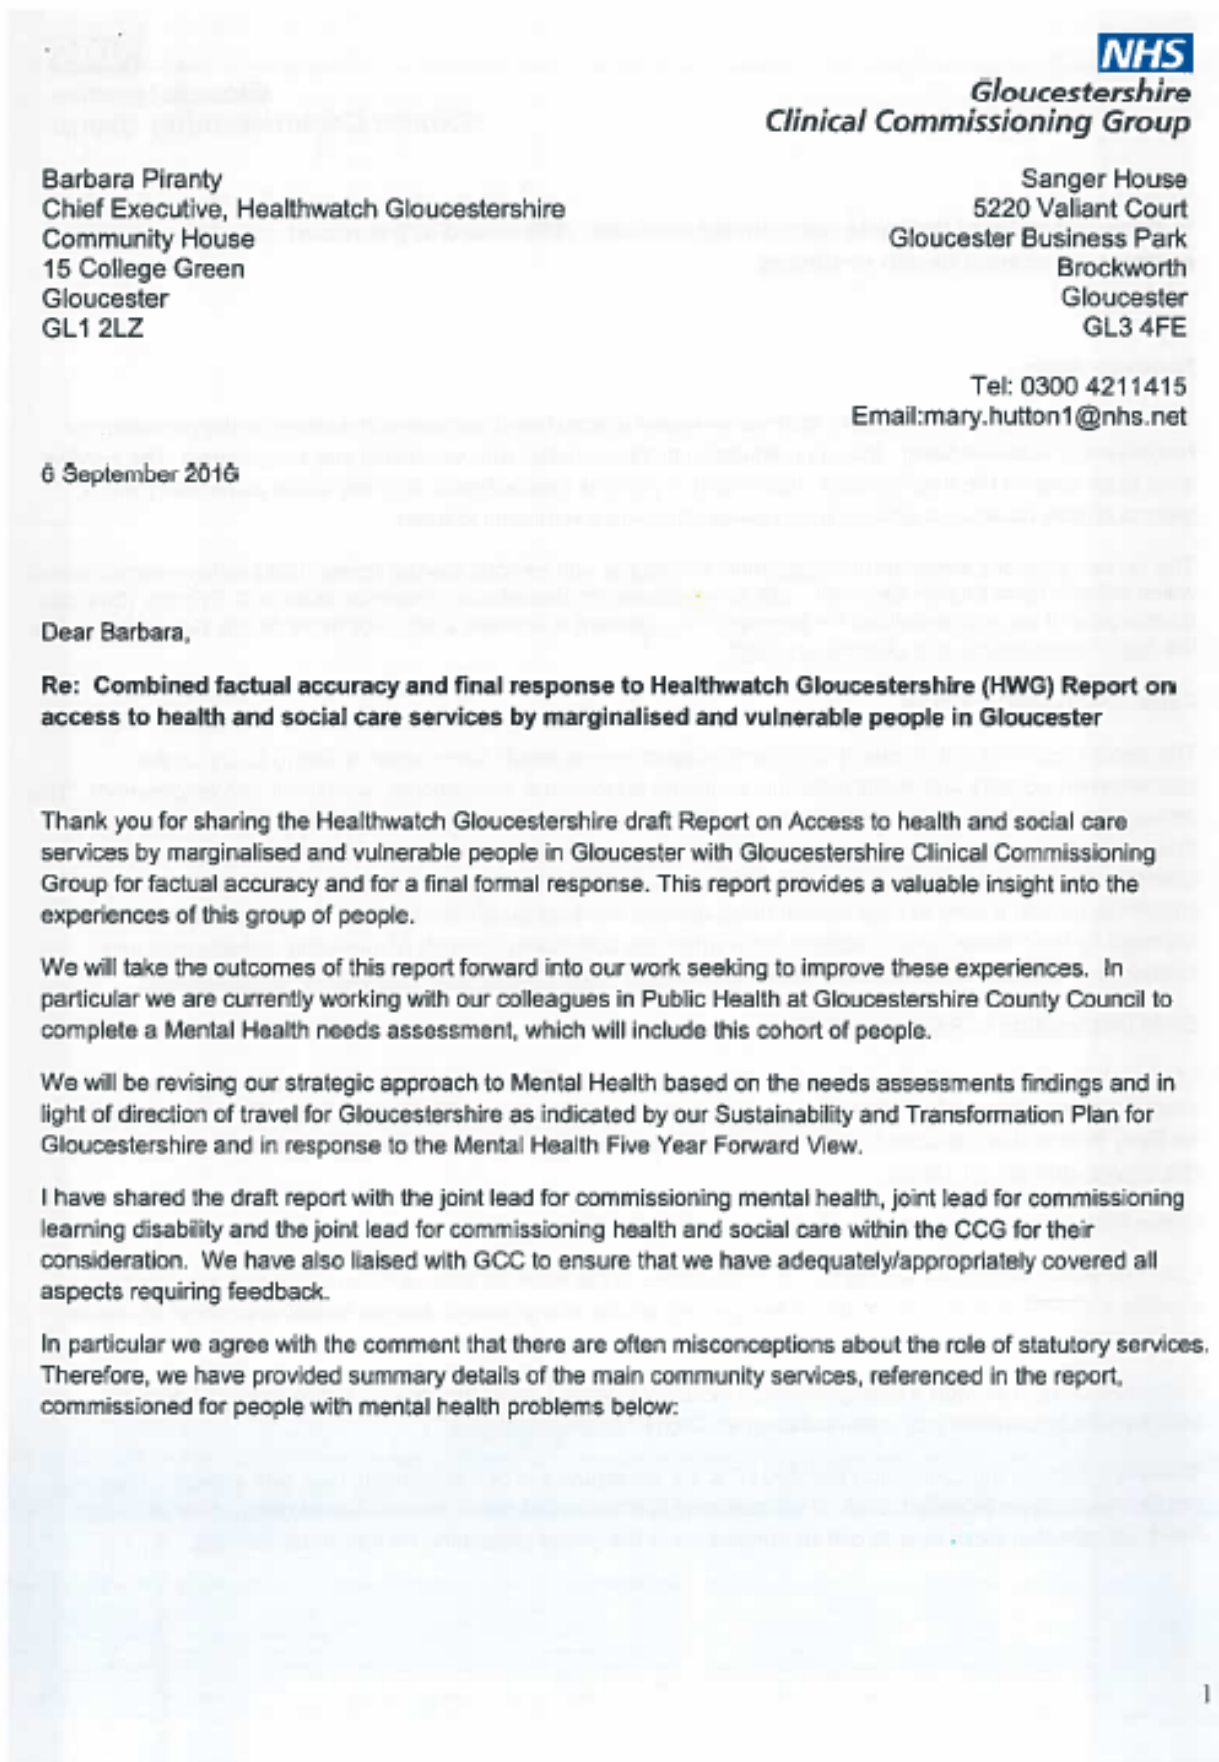 NHS
Gloucestershire
Clinical Commissioning Group
Barbara Piranty
Chief Executive, Healthwatch Gloucestershire
Community House
15 College Green
Gloucester
GL1 2LZ
Sanger House
5220 Valiant Court
Gloucester Business Park
Brockworth
Gloucester
GL3 4FE
Tel: 0300 4211415
Email:mary.hutton1@nhs.net
6 September 2016
Dear Barbara,
Re: Combined factual accuracy and final response to Healthwatch Gloucestershire (HWG) Report on
access to health and social care services by marginalised and vulnerable people in Gloucester
Thank you for sharing the Healthwatch Gloucestershire draft Report on Access to health and social care
services by marginalised and vulnerable people in Gloucester with Gloucestershire Clinical Commissioning
Group for factual accuracy and for a final formal response. This report provides a valuable insight into the
experiences of this group of people.
We will take the outcomes of this report forward into our work seeking to improve these experiences. In
particular we are currently working with our colleagues in Public Health at Gloucestershire County Council to
complete a Mental Health needs assessment, which will include this cohort of people.
We will be revising our strategic approach to Mental Health based on the needs assessments findings and in
light of direction of travel for Gloucestershire as indicated by our Sustainability and Transformation Plan for
Gloucestershire and in response to the Mental Health Five Year Forward View.
I have shared the draft report with the joint lead for commissioning mental health, joint lead for commissioning
learning disability and the joint lead for commissioning health and social care within the CCG for their
consideration. We have also liaised with GCC to ensure that we have adequately/appropriately covered all
aspects requiring feedback.
In particular we agree with the comment that there are often misconceptions about the role of statutory services.
Therefore, we have provided summary details of the main community services, referenced in the report,
commissioned for people with mental health problems below:
1